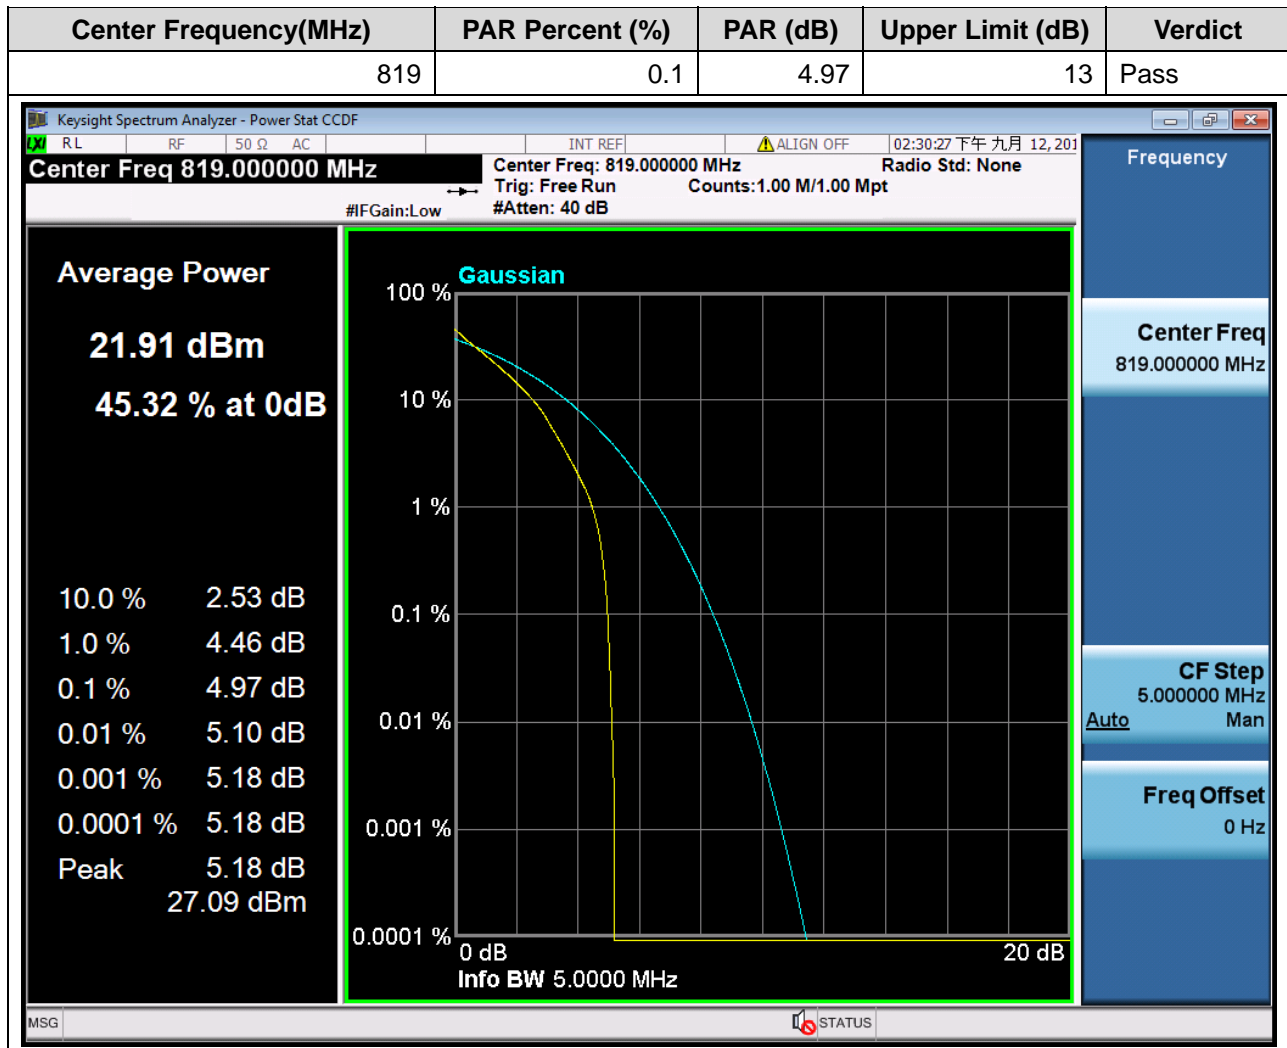 Center Frequency(MHz) PAR Percent (%) PAR (dB) Upper Limit (dB) Verdict
819 0.1 4.97 13 Pass
Keysight Spectrum Analyzer - Power Stat CCDF
LXI RL RF 50 Ω AC INT REF ALIGN OFF 02:30:27 下午 九月 12, 201
Center Freq 819.000000 MHz
Center Freq: 819.000000 MHz Radio Std: None
Trig: Free Run Counts:1.00 M/1.00 Mpt
#IFGain:Low #Atten: 40 dB
Average Power
21.91 dBm
45.32 % at 0dB
10.0 % 2.53 dB
1.0 % 4.46 dB
0.1 % 4.97 dB
0.01 % 5.10 dB
0.001 % 5.18 dB
0.0001 % 5.18 dB
Peak 5.18 dB
27.09 dBm
Gaussian
100 %
10 %
1 %
0.1 %
0.01 %
0.001 %
0.0001 %
0 dB 20 dB
Info BW 5.0000 MHz
Frequency
Center Freq
819.000000 MHz
CF Step
5.000000 MHz
Auto Man
Freq Offset
0 Hz
MSG STATUS